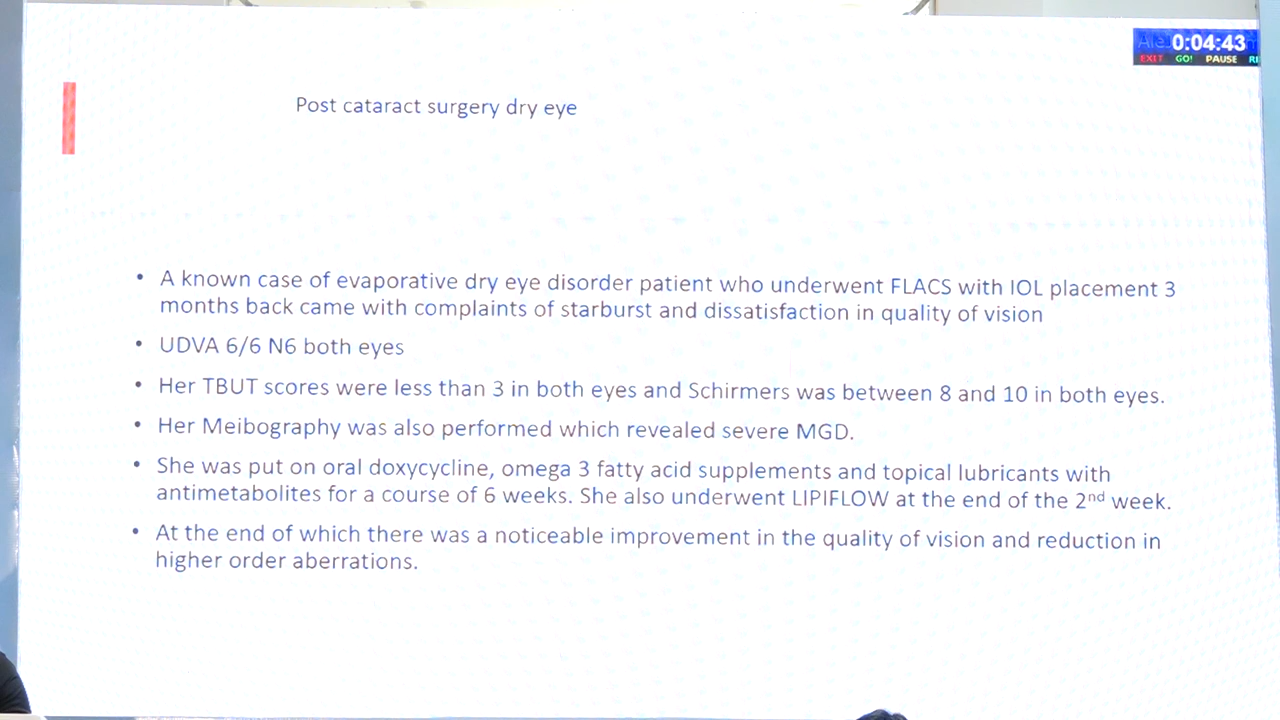 0:04:43
EXIT GO! PAUSE
Post cataract surgery dry eye
• A known case of evaporative dry eye disorder patient who underwent FLACS with IOL placement 3
months back came with complaints of starburst and dissatisfaction in quality of vision
• UDVA 6/6 N6 both eyes
• Her TBUT scores were less than 3 in both eyes and Schirmers was between 8 and 10 in both eyes.
• Her Meibography was also performed which revealed severe MGD.
• She was put on oral doxycycline, omega 3 fatty acid supplements and topical lubricants with
antimetabolites for a course of 6 weeks. She also underwent LIPIFLOW at the end of the 2nd week.
• At the end of which there was a noticeable improvement in the quality of vision and reduction in
higher order aberrations.